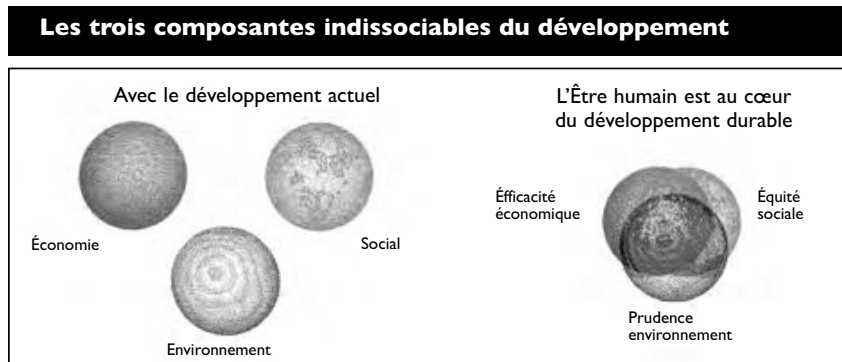 Les trois composantes indissociables du développement
Avec le développement actuel
Économie
Social
Environnement
L'Être humain est au cœur
du développement durable
Éfficacité
économique
Équité
sociale
Prudence
environnement